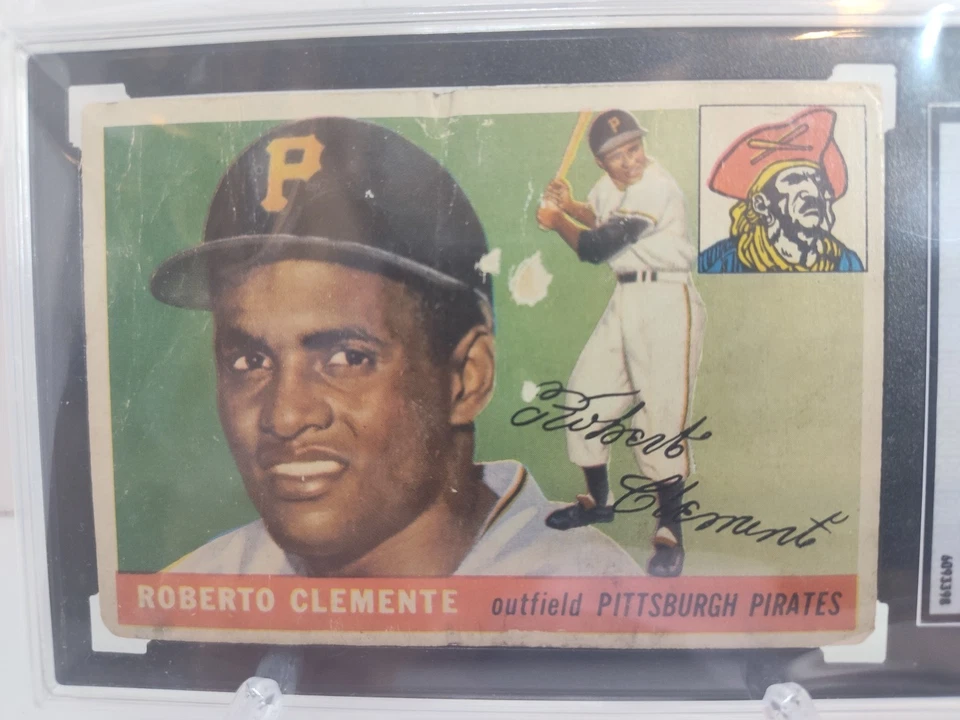 P
P
Roberto
Clemente
ROBERTO CLEMENTE outfield PITTSBURGH PIRATES